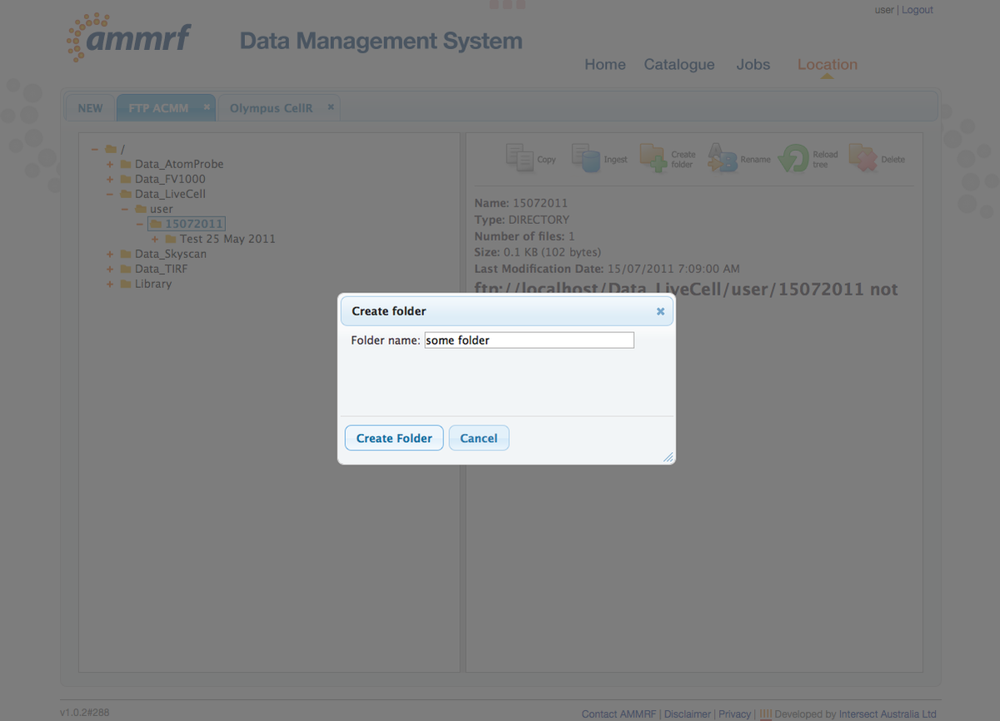 user | Logout
ammrf
Data Management System
Home Catalogue Jobs Location
NEW FTP ACMM Olympus CellR
/
Data_AtomProbe
Data_FV1000
Data_LiveCell
user
15072011
Test 25 May 2011
Data_Skyscan
Data_TIRF
Library
Copy Ingest Create folder Rename Reload tree Delete
Name: 15072011
Type: DIRECTORY
Number of files: 1
Size: 0.1 KB (102 bytes)
Last Modification Date: 15/07/2011 7:09:00 AM
ftp://localhost/Data_LiveCell/user/15072011 not
Create folder
Folder name: some folder
Create Folder Cancel
v1.0.2#288
Contact AMMRF | Disclaimer | Privacy | Developed by Intersect Australia Ltd